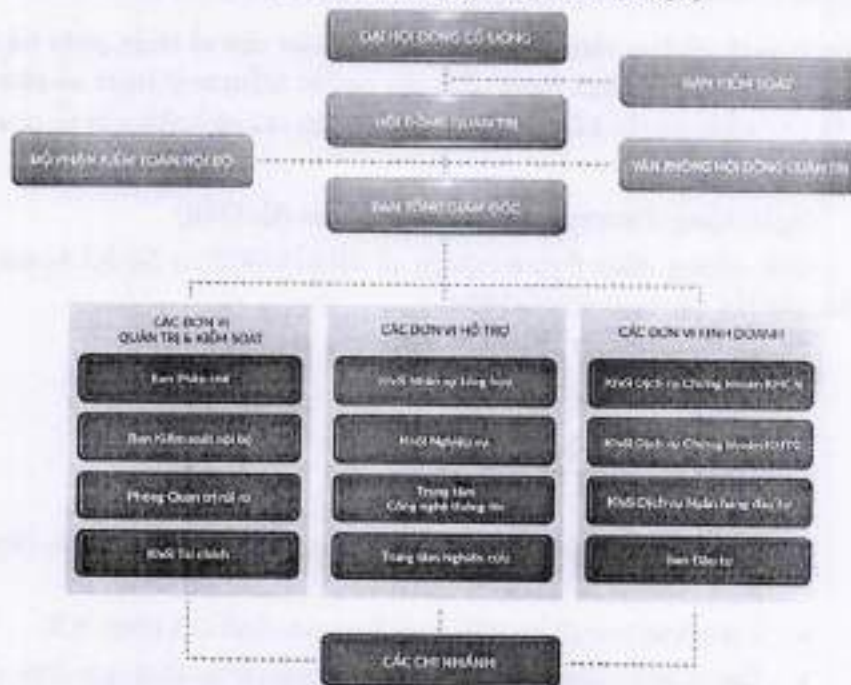 ĐẠI HỘI ĐỒNG CỔ ĐÔNG
BAN KIỂM SOÁT
HỘI ĐỒNG QUẢN TRỊ
BỘ PHẬN KIỂM TOÁN NỘI BỘ
VĂN PHÒNG HỘI ĐỒNG QUẢN TRỊ
BAN TỔNG GIÁM ĐỐC
CÁC ĐƠN VỊ
QUẢN TRỊ & KIỂM SOÁT
Ban Pháp chế
Ban Kiểm soát nội bộ
Phòng Quản trị rủi ro
Khối Tài chính
CÁC ĐƠN VỊ HỖ TRỢ
Khối Nhân sự tổng hợp
Khối Nghiệp vụ
Trung tâm
Công nghệ thông tin
Trung tâm Nghiên cứu
CÁC ĐƠN VỊ KINH DOANH
Khối Dịch vụ Chứng khoán KHCN
Khối Dịch vụ Chứng khoán KHTC
Khối Dịch vụ Ngân hàng đầu tư
Ban Đầu tư
CÁC CHI NHÁNH